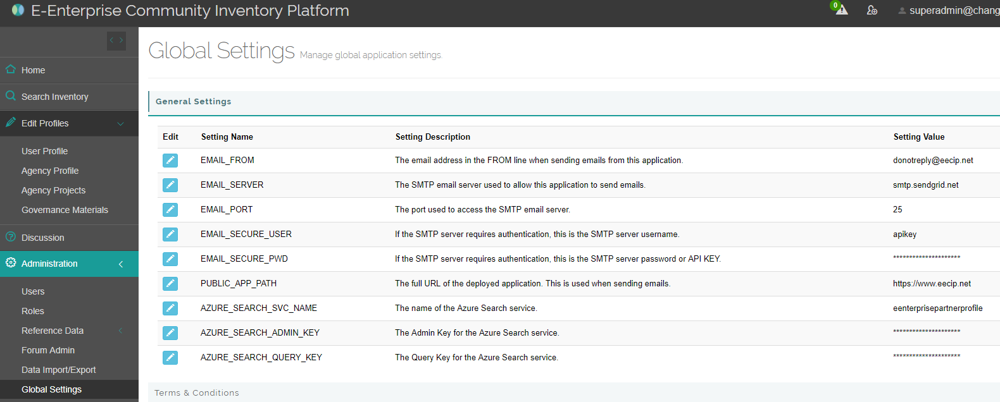 E-Enterprise Community Inventory Platform
0
superadmin@chang
Home
Search Inventory
Edit Profiles
User Profile
Agency Profile
Agency Projects
Governance Materials
Discussion
Administration
Users
Roles
Reference Data
Forum Admin
Data Import/Export
Global Settings
Global Settings Manage global application settings.
General Settings
Edit Setting Name Setting Description Setting Value
EMAIL_FROM The email address in the FROM line when sending emails from this application. donotreply@eecip.net
EMAIL_SERVER The SMTP email server used to allow this application to send emails. smtp.sendgrid.net
EMAIL_PORT The port used to access the SMTP email server. 25
EMAIL_SECURE_USER If the SMTP server requires authentication, this is the SMTP server username. apikey
EMAIL_SECURE_PWD If the SMTP server requires authentication, this is the SMTP server password or API KEY. *********************
PUBLIC_APP_PATH The full URL of the deployed application. This is used when sending emails. https://www.eecip.net
AZURE_SEARCH_SVC_NAME The name of the Azure Search service. eenterprisepartnerprofile
AZURE_SEARCH_ADMIN_KEY The Admin Key for the Azure Search service. *********************
AZURE_SEARCH_QUERY_KEY The Query Key for the Azure Search service. *********************
Terms & Conditions